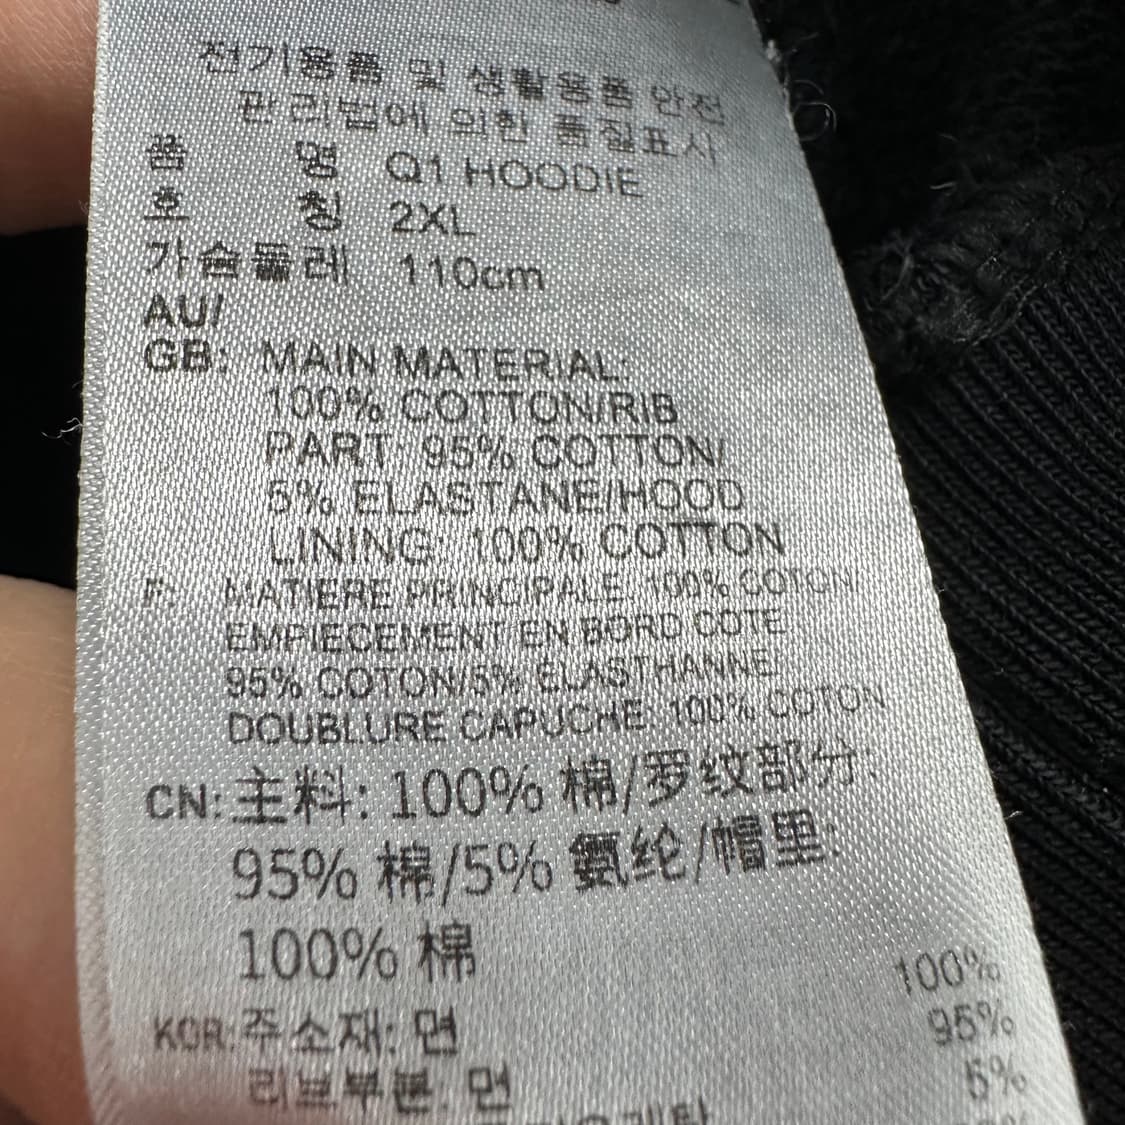 전기용품 및 생활용품 안전
관리법에 의한 품질표시
품 명 Q1 HOODIE
호 칭 2XL
가슴둘레 110cm
AU/
GB: MAIN MATERIAL:
100% COTTON/RIB
PART: 95% COTTON/
5% ELASTANE/HOOD
LINING: 100% COTTON
F: MATIERE PRINCIPALE: 100% COTON/
EMPIECEMENT EN BORD COTE:
95% COTON/5% ÉLASTHANNE/
DOUBLURE CAPUCHE: 100% COTON
CN: 主料: 100% 棉/罗纹部分:
95% 棉/5% 氨纶/帽里:
100% 棉
KOR: 주소재: 면 100%
리브부분: 면 95%
5%